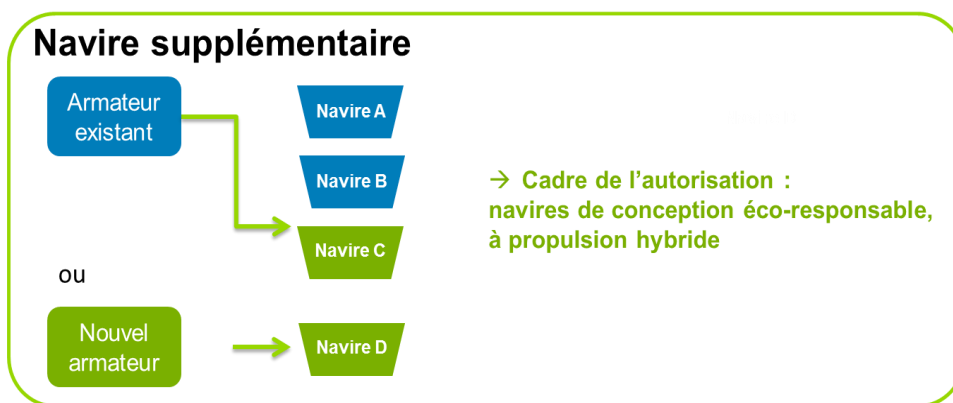 Navire supplémentaire
Armateur
existant
Navire A
Navire B
→ Cadre de l'autorisation :
navires de conception éco-responsable,
à propulsion hybride
Navire C
ou
Nouvel
armateur
Navire D